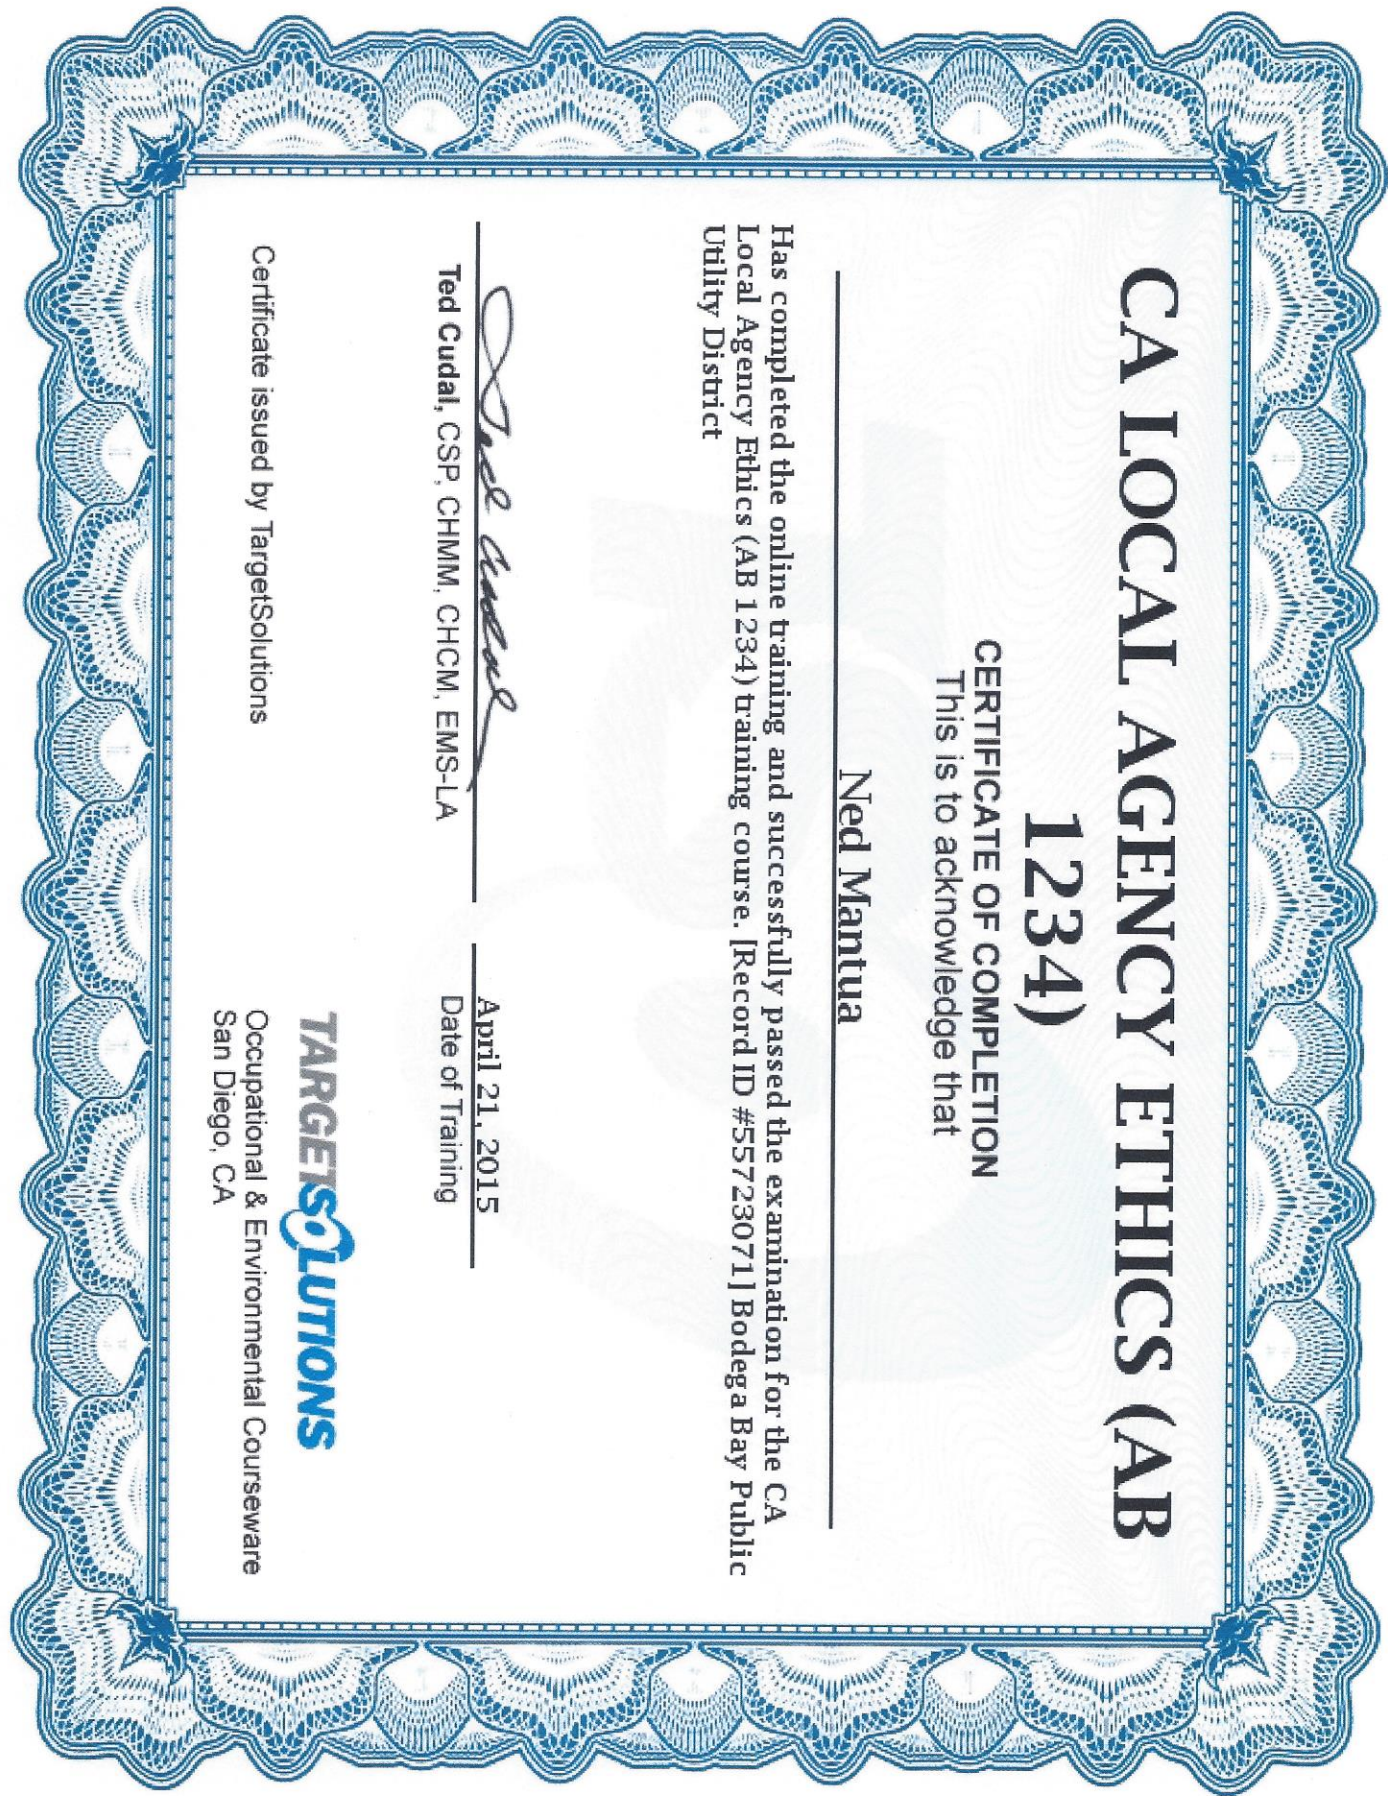 CA LOCAL AGENCY ETHICS (AB
1234)
CERTIFICATE OF COMPLETION
This is to acknowledge that
Ned Mantua
Has completed the online training and successfully passed the examination for the CA
Local Agency Ethics (AB 1234) training course. [Record ID #55723071] Bodega Bay Public
Utility District
Ted Cudal
April 21, 2015
Ted Cudal, CSP, CHMM, CHCM, EMS-LA
Date of Training
TARGETSOLUTIONS
Certificate issued by TargetSolutions
Occupational & Environmental Courseware
San Diego, CA